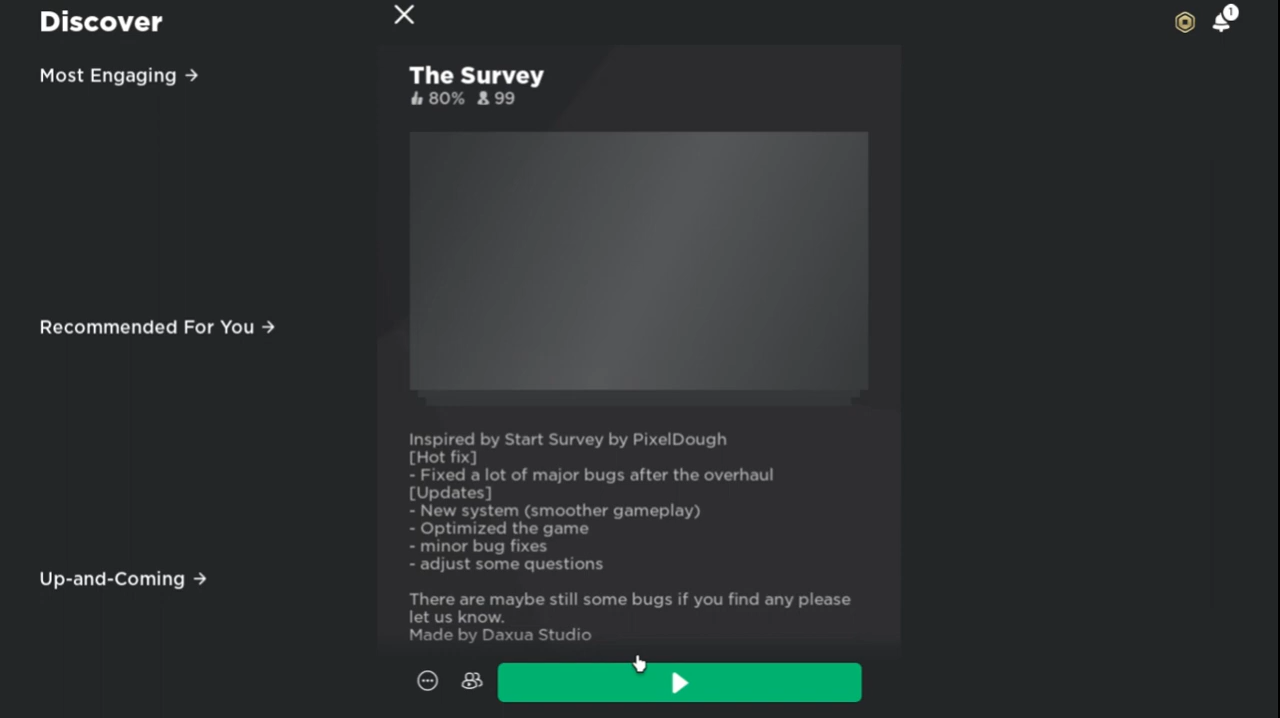 Discover
1
Most Engaging →
The Survey
80% 99
Recommended For You →
Inspired by Start Survey by PixelDough
[Hot fix]
- Fixed a lot of major bugs after the overhaul
[Updates]
- New system (smoother gameplay)
- Optimized the game
- minor bug fixes
- adjust some questions
Up-and-Coming →
There are maybe still some bugs if you find any please
let us know.
Made by Daxua Studio